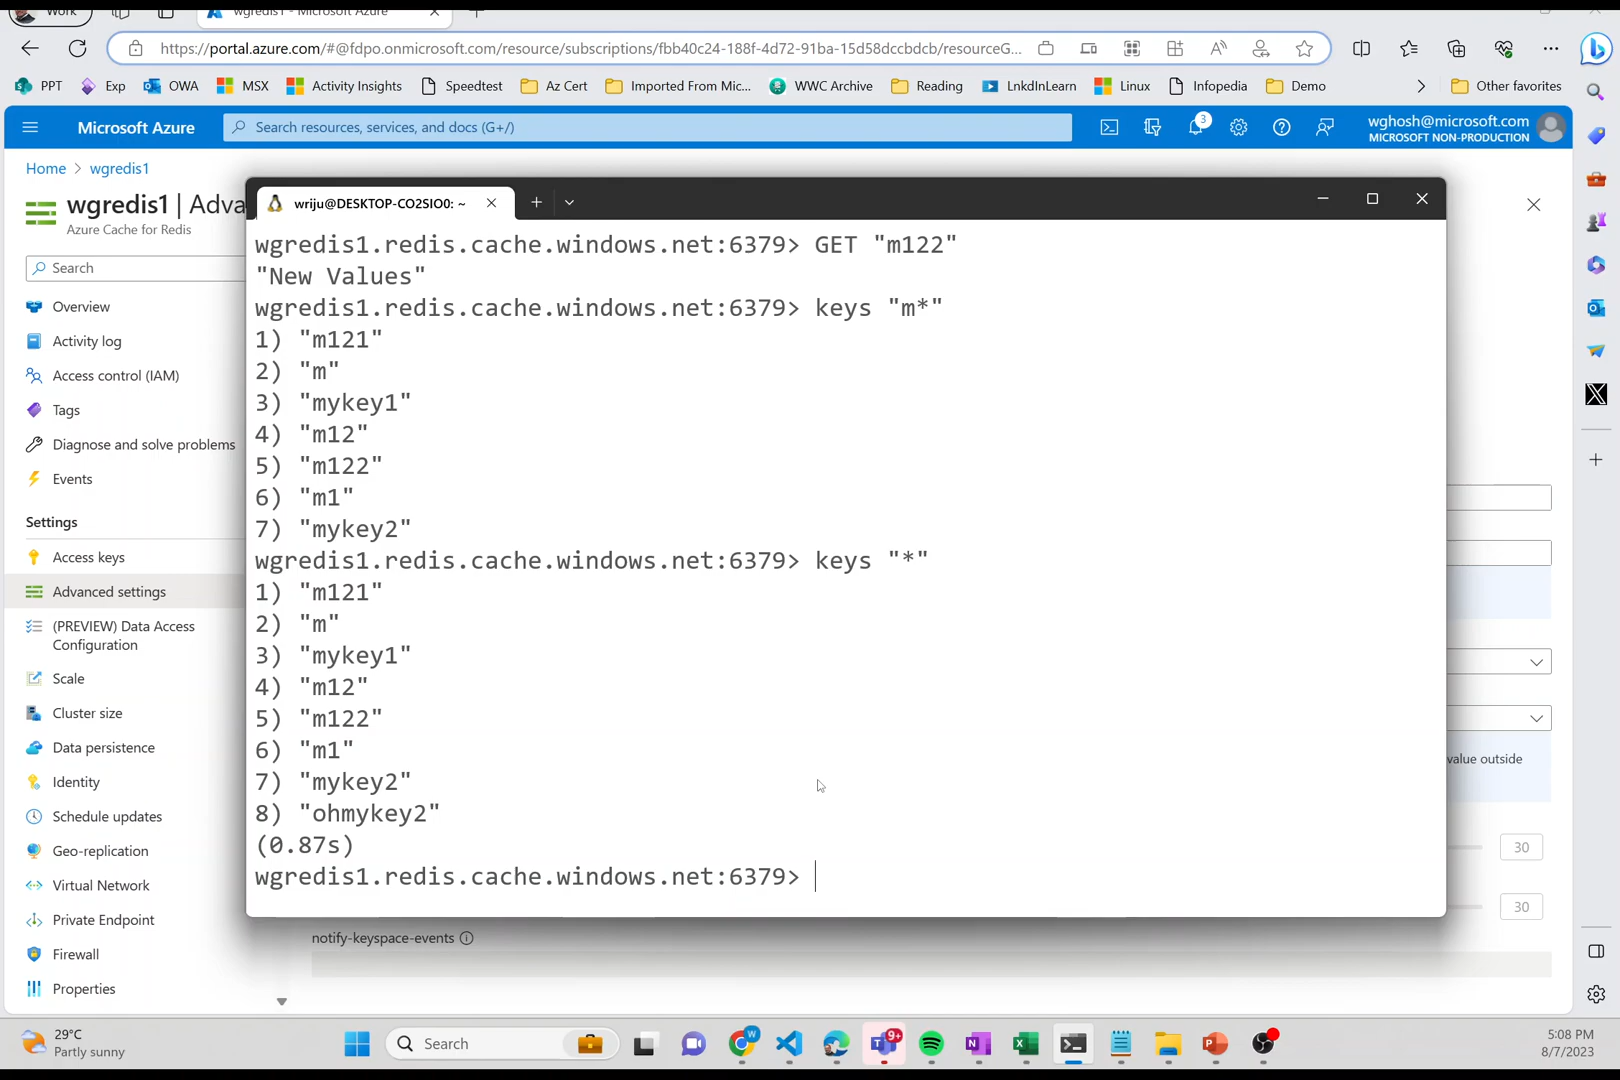 Work
wgredis1 - Microsoft Azure
https://portal.azure.com/#@fdpo.onmicrosoft.com/resource/subscriptions/fbb40c24-188f-4d72-91ba-15d58dccbdcb/resourceG...
PPT Exp OWA MSX Activity Insights Speedtest Az Cert Imported From Mic... WWC Archive Reading LnkdInLearn Linux Infopedia Demo Other favorites
Microsoft Azure
Search resources, services, and docs (G+/)
3
wghosh@microsoft.com
MICROSOFT NON-PRODUCTION
Home > wgredis1
wgredis1 | Adva
Azure Cache for Redis
Search
Overview
Activity log
Access control (IAM)
Tags
Diagnose and solve problems
Events
Settings
Access keys
Advanced settings
(PREVIEW) Data Access
Configuration
Scale
Cluster size
Data persistence
Identity
Schedule updates
Geo-replication
Virtual Network
Private Endpoint
Firewall
Properties
wriju@DESKTOP-CO2SIO0: ~
wgredis1.redis.cache.windows.net:6379> GET "m122"
"New Values"
wgredis1.redis.cache.windows.net:6379> keys "m*"
1) "m121"
2) "m"
3) "mykey1"
4) "m12"
5) "m122"
6) "m1"
7) "mykey2"
wgredis1.redis.cache.windows.net:6379> keys "*"
1) "m121"
2) "m"
3) "mykey1"
4) "m12"
5) "m122"
6) "m1"
7) "mykey2"
8) "ohmykey2"
(0.87s)
wgredis1.redis.cache.windows.net:6379>
value outside
30
30
notify-keyspace-events
29°C
Partly sunny
Search
9+
5:08 PM
8/7/2023